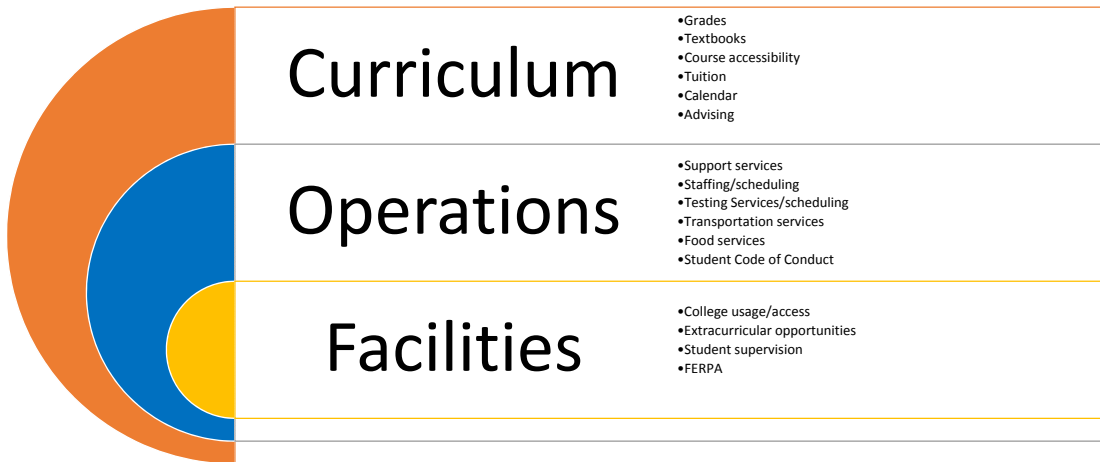 Curriculum
•Grades
•Textbooks
•Course accessibility
•Tuition
•Calendar
•Advising
Operations
•Support services
•Staffing/scheduling
•Testing Services/scheduling
•Transportation services
•Food services
•Student Code of Conduct
Facilities
•College usage/access
•Extracurricular opportunities
•Student supervision
•FERPA